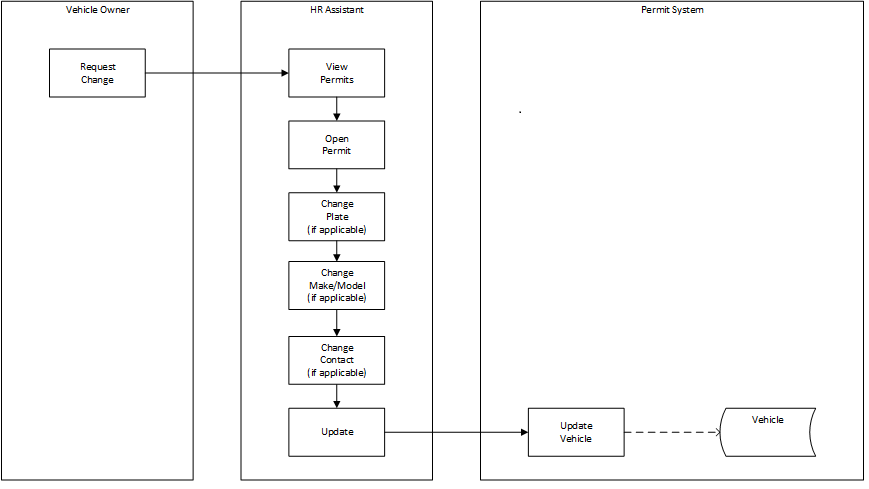 Vehicle Owner
HR Assistant
Permit System
Request
Change
View
Permits
Open
Permit
Change
Plate
(if applicable)
Change
Make/Model
(if applicable)
Change
Contact
(if applicable)
Update
Update
Vehicle
Vehicle